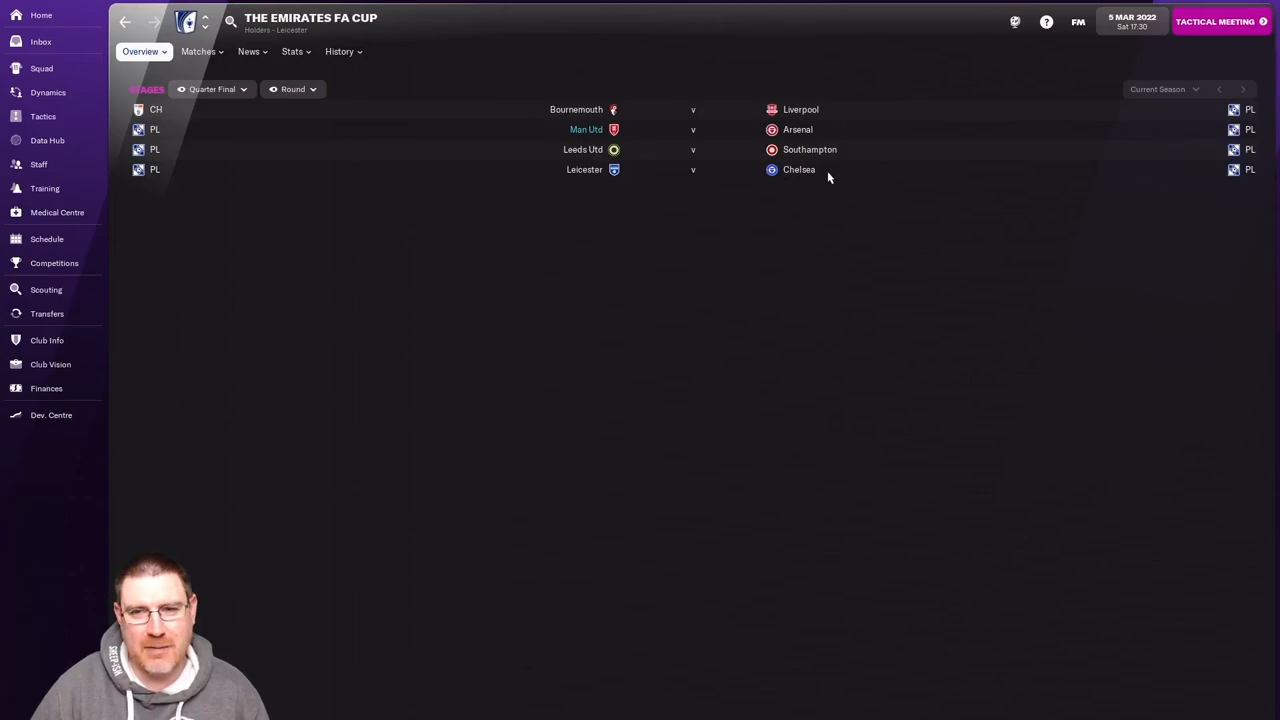 Home
Inbox
Squad
Dynamics
Tactics
Data Hub
Staff
Training
Medical Centre
Schedule
Competitions
Scouting
Transfers
Club Info
Club Vision
Finances
Dev. Centre
THE EMIRATES FA CUP
Holders - Leicester
? FM 5 MAR 2022 TACTICAL MEETING
Sat 17:30
Overview Matches News Stats History
STAGES Quarter Final Round Current Season
CH Bournemouth v Liverpool PL
PL Man Utd v Arsenal PL
PL Leeds Utd v Southampton PL
PL Leicester v Chelsea PL
SHEEP-ISH